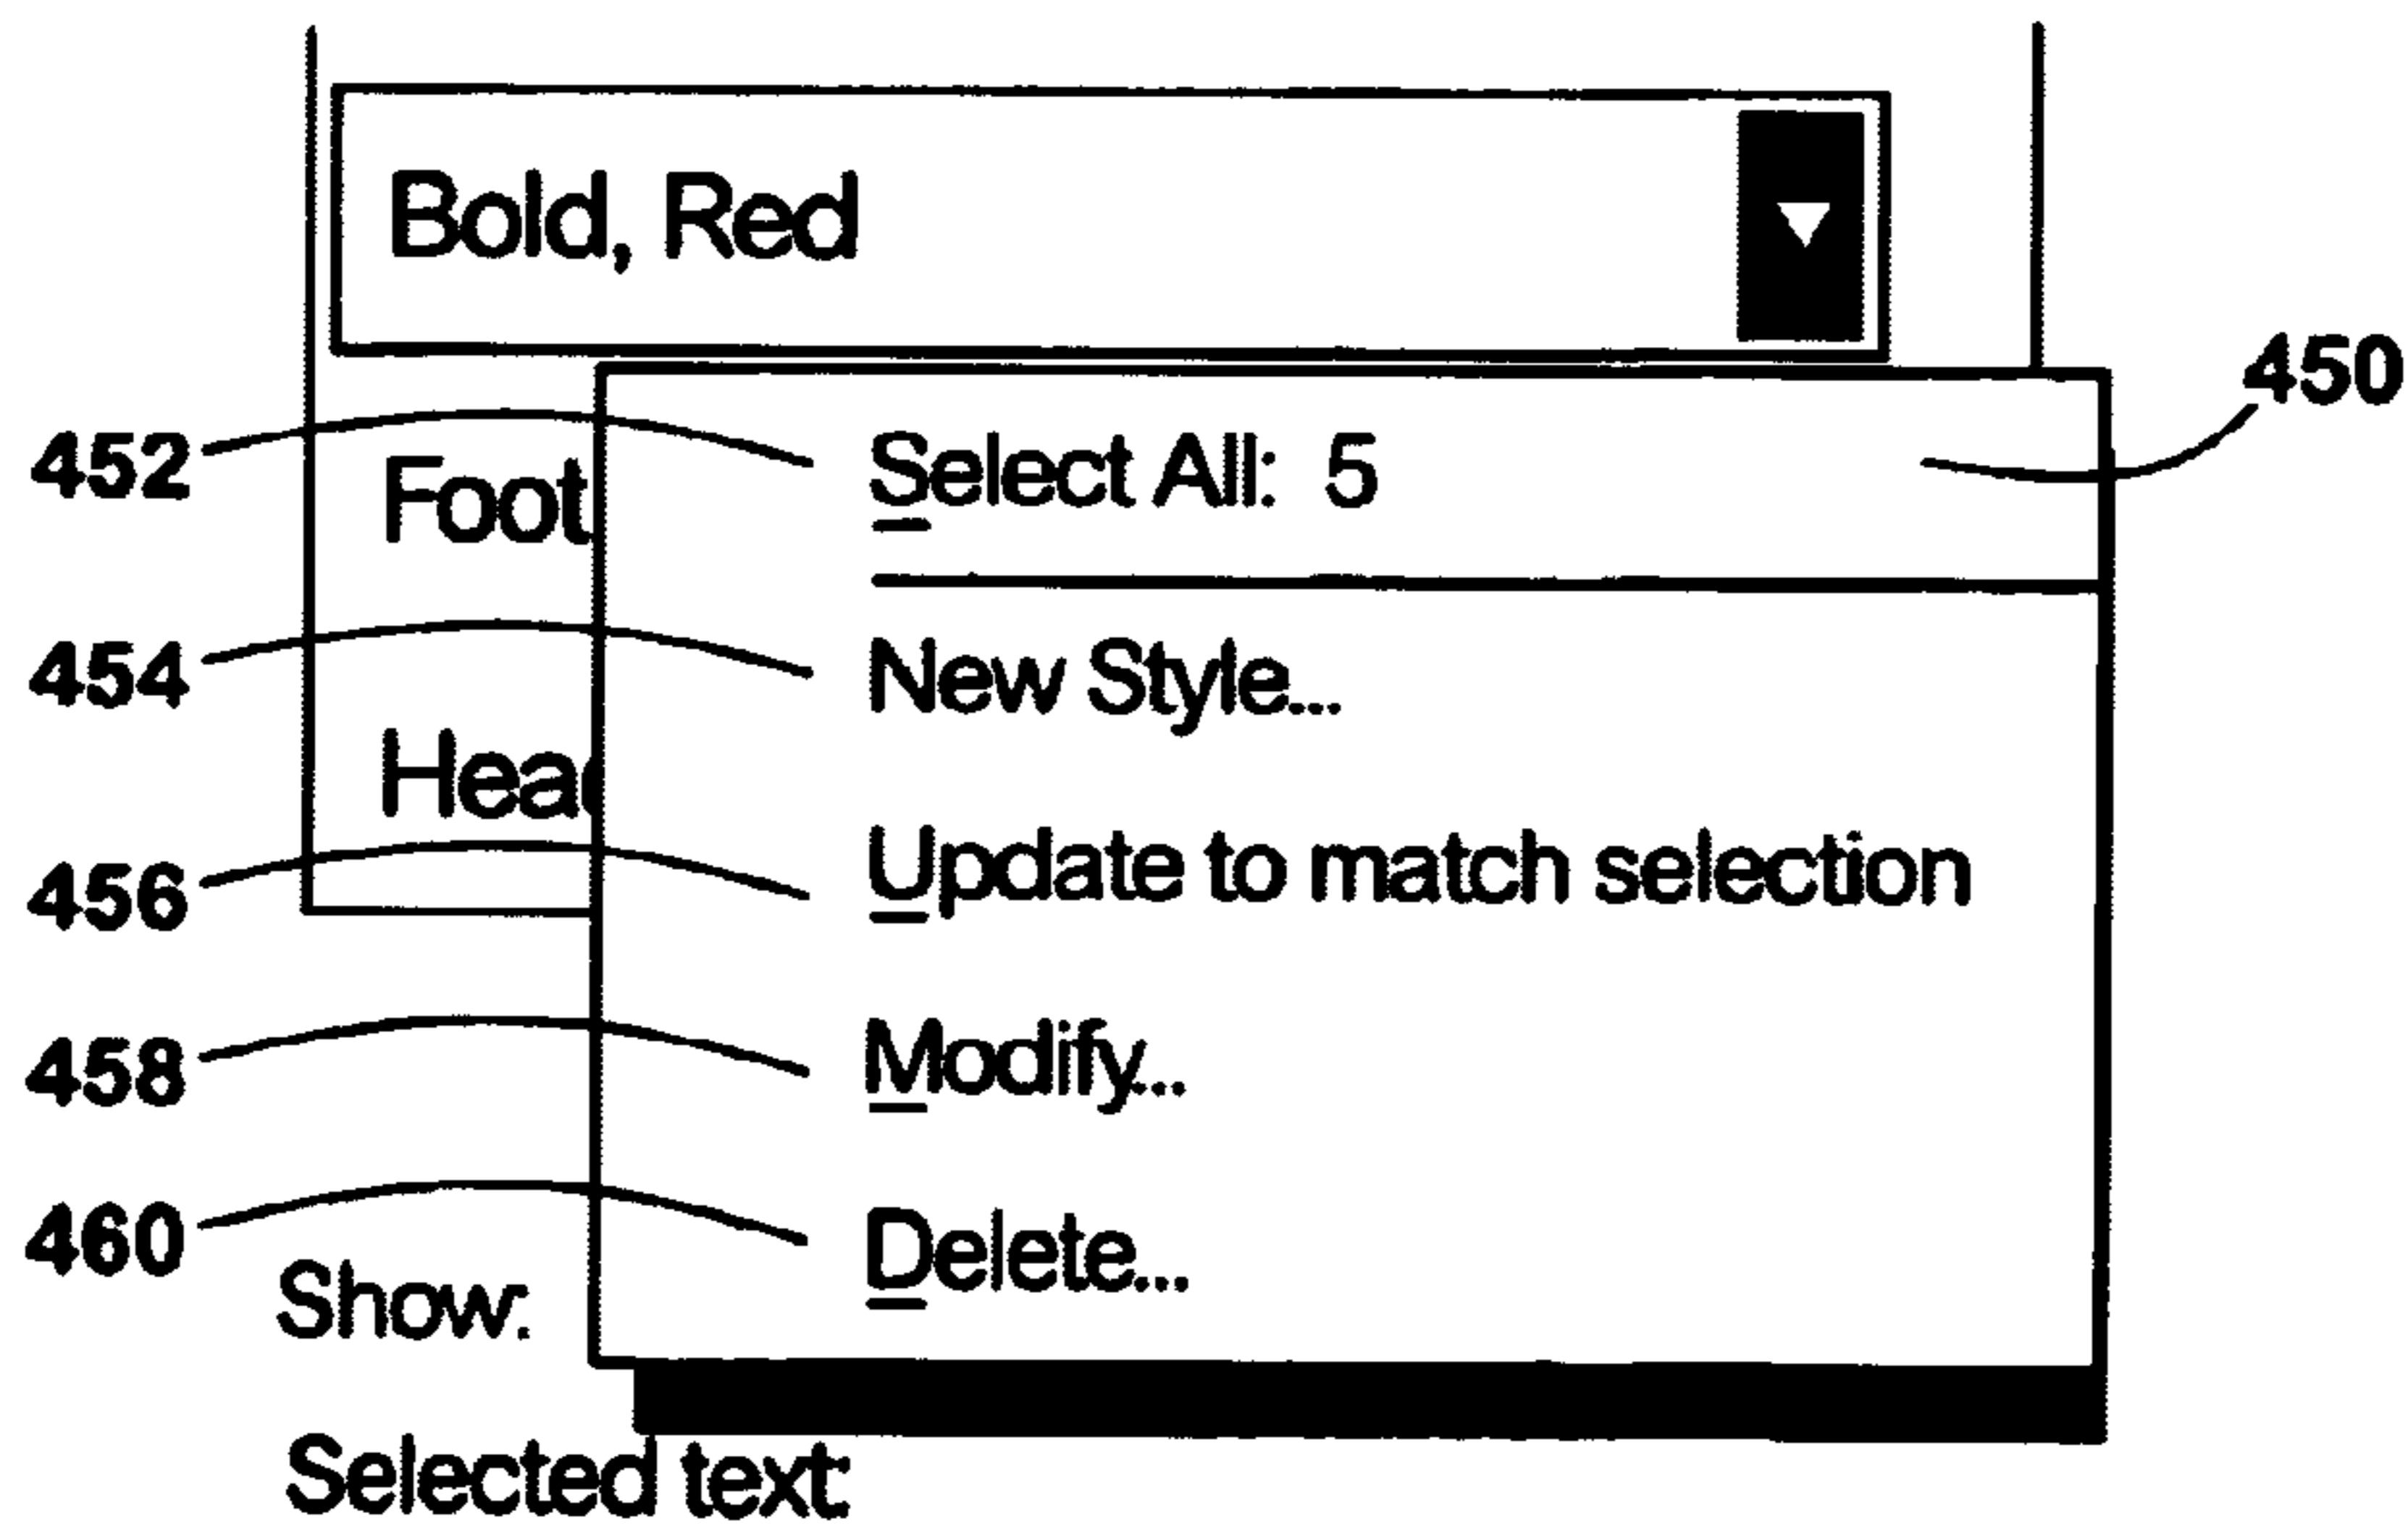 Bold, Red
450
452 Select All: 5
Foot
454 New Style...
Head
456 Update to match selection
458 Modify...
460 Delete...
Show:
Selected text: